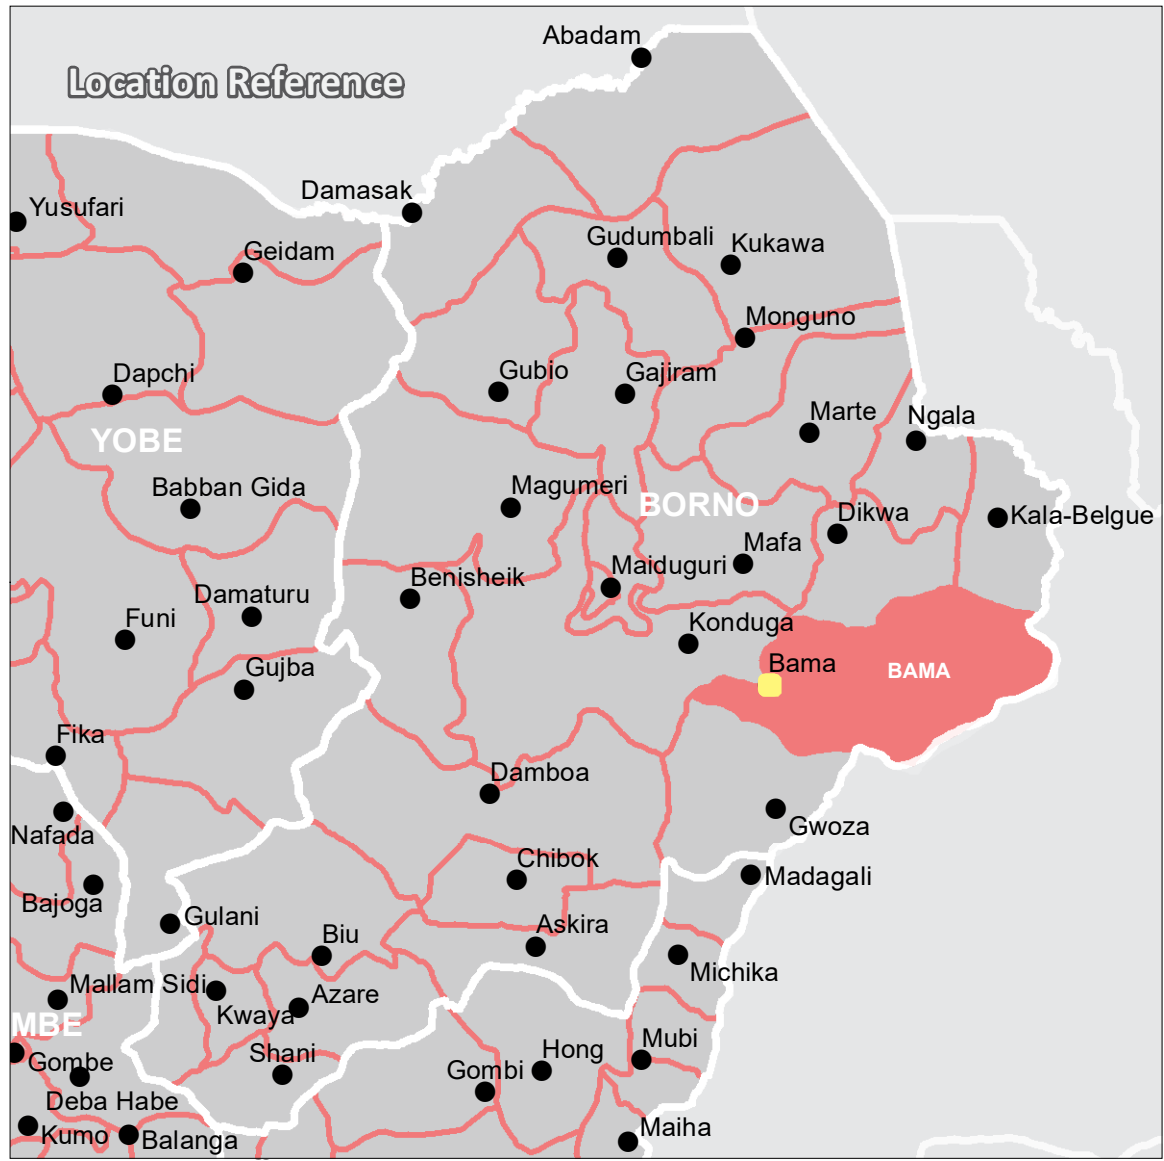 Abadam
Location Reference
Damasak
Yusufari
Gudumbali
Kukawa
Geidam
Monguno
Dapchi
Gubio
Gajiram
Marte
Ngala
YOBE
Babban Gida
Magumeri
BORNO
Dikwa
Kala-Belgue
Mafa
Maiduguri
Benisheik
Damaturu
Funi
Konduga
Gujba
Bama
BAMA
Fika
Damboa
Nafada
Gwoza
Chibok
Madagali
Bajoga
Gulani
Askira
Biu
Michika
Mallam Sidi
Azare
Kwaya
MBE
Mubi
Hong
Shani
Gombe
Gombi
Deba Habe
Maiha
Kumo
Balanga